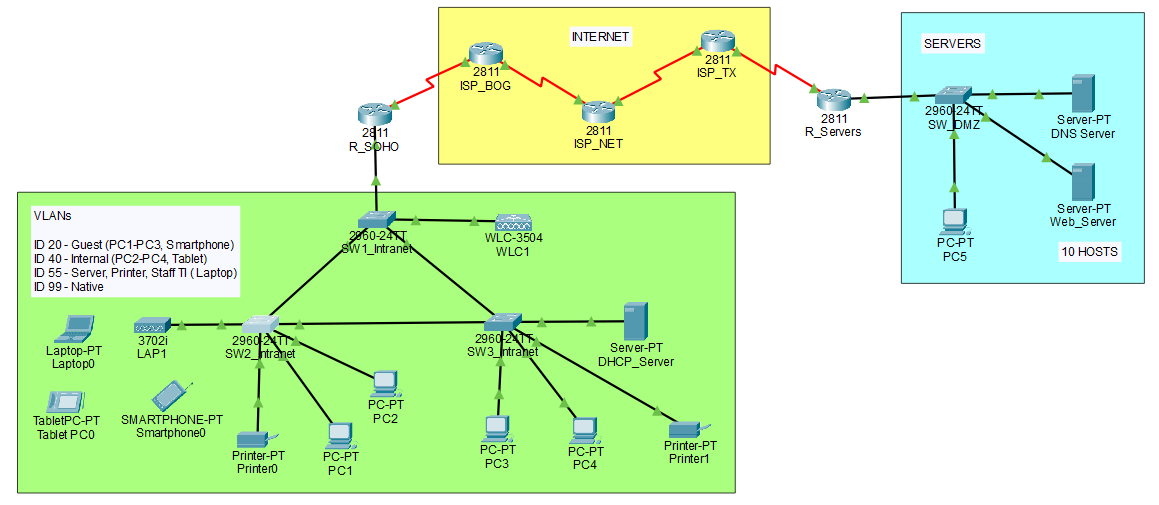 INTERNET
2811
ISP_BOG
2811
ISP_TX
2811
ISP_NET
2811
R_SOHO
2811
R_Servers
SERVERS
2960-24TT
SW_DMZ
Server-PT
DNS Server
Server-PT
Web_Server
PC-PT
PC5
10 HOSTS
VLANs
ID 20 - Guest (PC1-PC3, Smartphone)
ID 40 - Internal (PC2-PC4, Tablet)
ID 55 - Server, Printer, Staff TI ( Laptop)
ID 99 - Native
2960-24TT
SW1_Intranet
WLC-3504
WLC1
Laptop-PT
Laptop0
3702i
LAP1
2960-24TT
SW2_Intranet
2960-24TT
SW3_Intranet
Server-PT
DHCP_Server
TabletPC-PT
Tablet PC0
SMARTPHONE-PT
Smartphone0
Printer-PT
Printer0
PC-PT
PC1
PC-PT
PC2
PC-PT
PC3
PC-PT
PC4
Printer-PT
Printer1